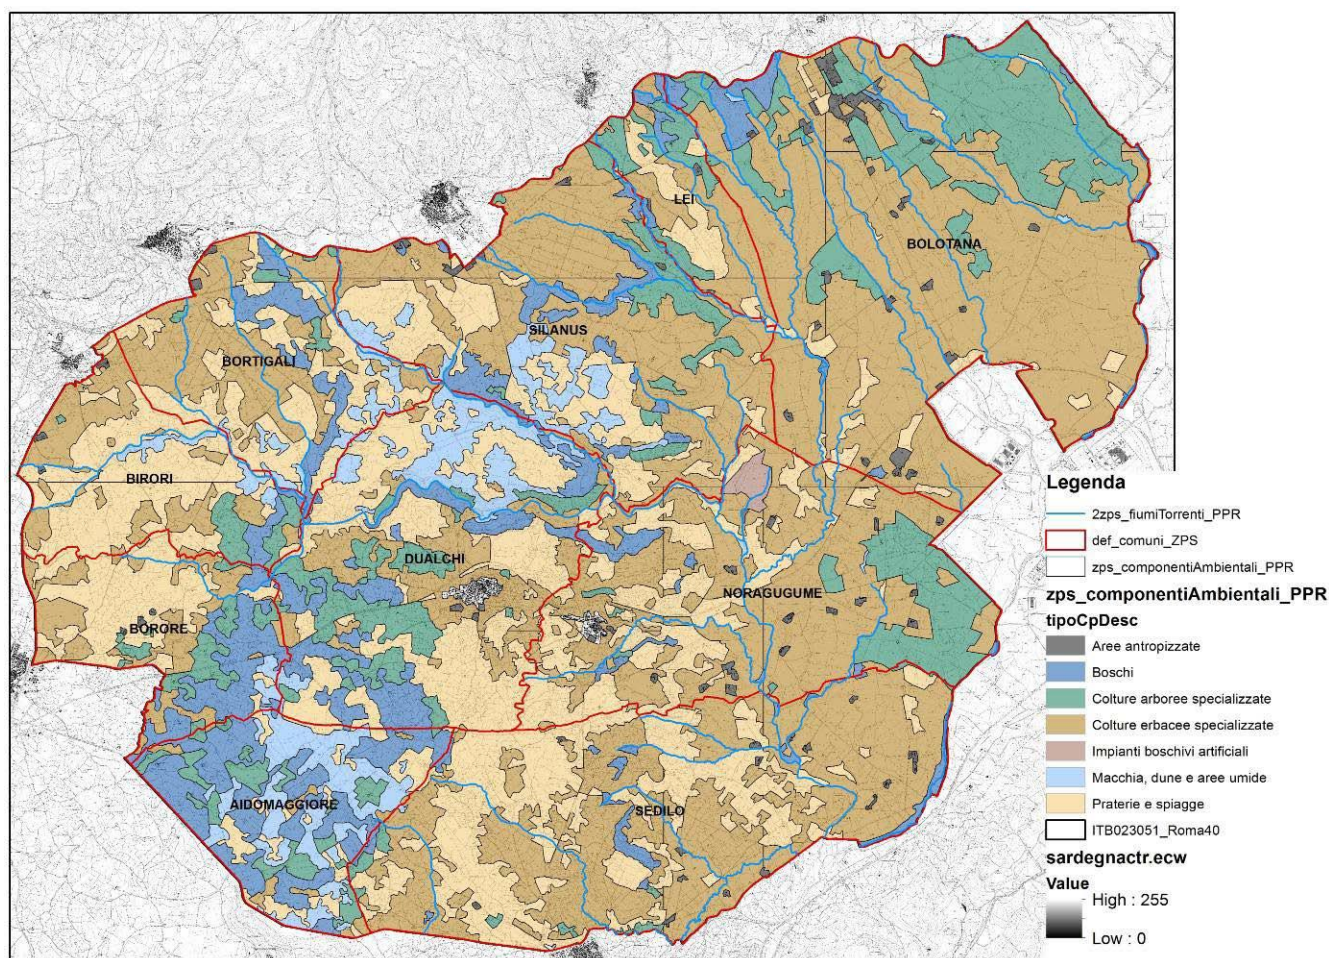 LEI
BOLOTANA
SILANUS
BORTIGALI
BIRORI
DUALCHI
NORAGUGUME
BORORE
AIDOMAGGIORE
SEDILO
Legenda
2zps_fiumiTorrenti_PPR
def_comuni_ZPS
zps_componentiAmbientali_PPR
zps_componentiAmbientali_PPR
tipoCpDesc
Aree antropizzate
Boschi
Colture arboree specializzate
Colture erbacee specializzate
Impianti boschivi artificiali
Macchia, dune e aree umide
Praterie e spiagge
ITB023051_Roma40
sardegnactr.ecw
Value
High : 255
Low : 0